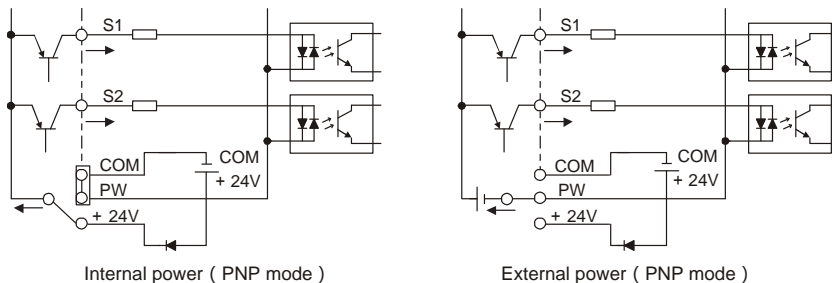 S1
S2
COM
COM
+ 24V
PW
+ 24V
Internal power ( PNP mode )
S1
S2
COM
COM
+ 24V
PW
+ 24V
External power ( PNP mode )